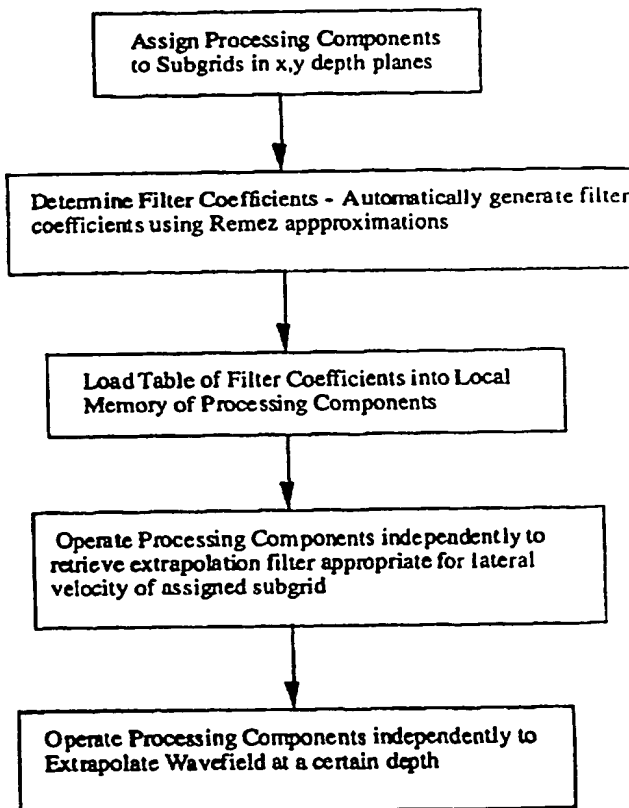 Assign Processing Components
to Subgrids in x,y depth planes
Determine Filter Coefficients - Automatically generate filter
coefficients using Remez appproximations
Load Table of Filter Coefficients into Local
Memory of Processing Components
Operate Processing Components independently to
retrieve extrapolation filter appropriate for lateral
velocity of assigned subgrid
Operate Processing Components independently to
Extrapolate Wavefield at a certain depth